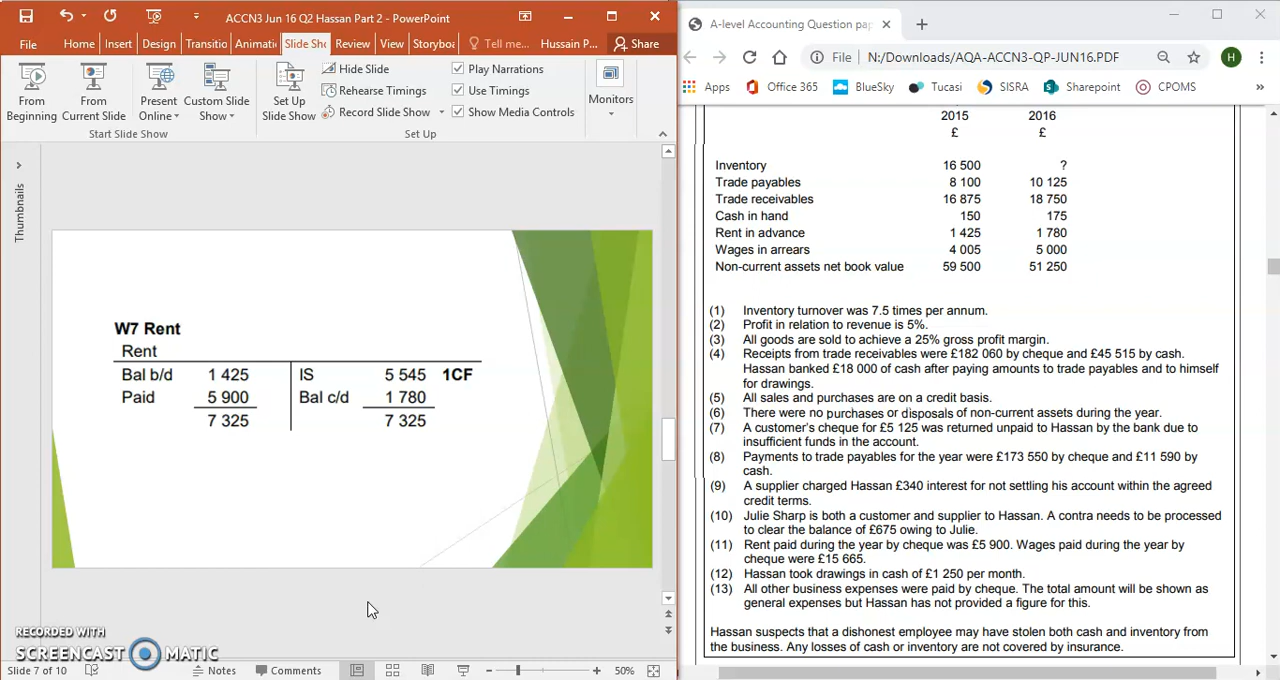 ACCN3 Jun 16 Q2 Hassan Part 2 - PowerPoint
File Home Insert Design Transitio Animati Slide Sho Review View Storybo Tell me... Hussain P... Share
From Beginning
From Current Slide
Present Online
Custom Slide Show
Start Slide Show
Set Up Slide Show
Hide Slide
Rehearse Timings
Record Slide Show
Play Narrations
Use Timings
Show Media Controls
Set Up
Monitors
Thumbnails
W7 Rent
Rent
Bal b/d 1 425 IS 5 545 1CF
Paid 5 900 Bal c/d 1 780
7 325 7 325
RECORDED WITH
SCREENCAST MATIC
Slide 7 of 10 Notes Comments 50%
A-level Accounting Question pap
File N:/Downloads/AQA-ACCN3-QP-JUN16.PDF H
Apps Office 365 BlueSky Tucasi SISRA Sharepoint CPOMS »
2015 2016
£ £
Inventory 16 500 ?
Trade payables 8 100 10 125
Trade receivables 16 875 18 750
Cash in hand 150 175
Rent in advance 1 425 1 780
Wages in arrears 4 005 5 000
Non-current assets net book value 59 500 51 250
(1) Inventory turnover was 7.5 times per annum.
(2) Profit in relation to revenue is 5%.
(3) All goods are sold to achieve a 25% gross profit margin.
(4) Receipts from trade receivables were £182 060 by cheque and £45 515 by cash.
Hassan banked £18 000 of cash after paying amounts to trade payables and to himself
for drawings.
(5) All sales and purchases are on a credit basis.
(6) There were no purchases or disposals of non-current assets during the year.
(7) A customer's cheque for £5 125 was returned unpaid to Hassan by the bank due to
insufficient funds in the account.
(8) Payments to trade payables for the year were £173 550 by cheque and £11 590 by
cash.
(9) A supplier charged Hassan £340 interest for not settling his account within the agreed
credit terms.
(10) Julie Sharp is both a customer and supplier to Hassan. A contra needs to be processed
to clear the balance of £675 owing to Julie.
(11) Rent paid during the year by cheque was £5 900. Wages paid during the year by
cheque were £15 665.
(12) Hassan took drawings in cash of £1 250 per month.
(13) All other business expenses were paid by cheque. The total amount will be shown as
general expenses but Hassan has not provided a figure for this.
Hassan suspects that a dishonest employee may have stolen both cash and inventory from
the business. Any losses of cash or inventory are not covered by insurance.